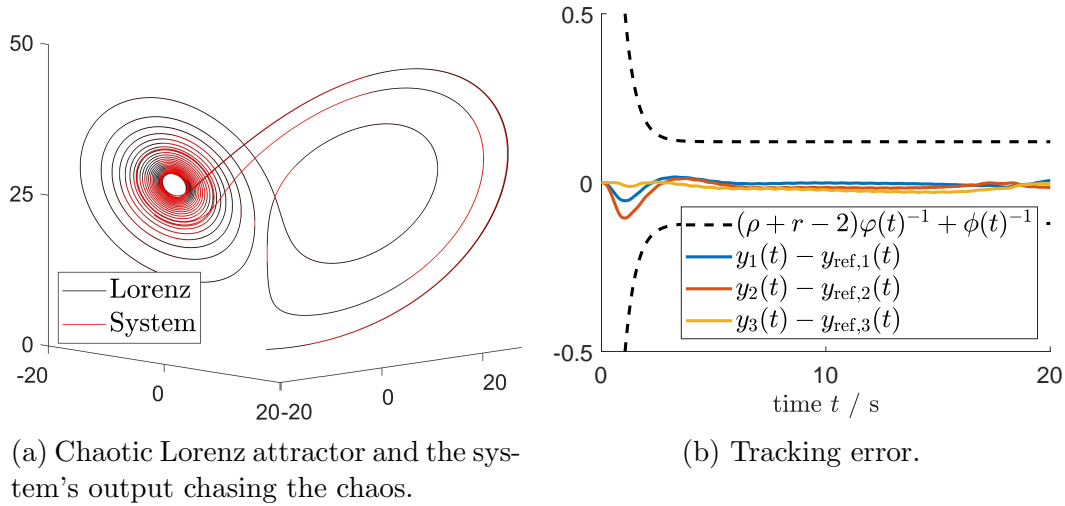 50
25
0
-20
0
20
-20
0
20
Lorenz
System
(a) Chaotic Lorenz attractor and the sys-
tem's output chasing the chaos.
0.5
0
-0.5
0
10
20
time t / s
(ρ + r − 2)φ(t)⁻¹ + ϕ(t)⁻¹
y₁(t) − y_ref,1(t)
y₂(t) − y_ref,2(t)
y₃(t) − y_ref,3(t)
(b) Tracking error.